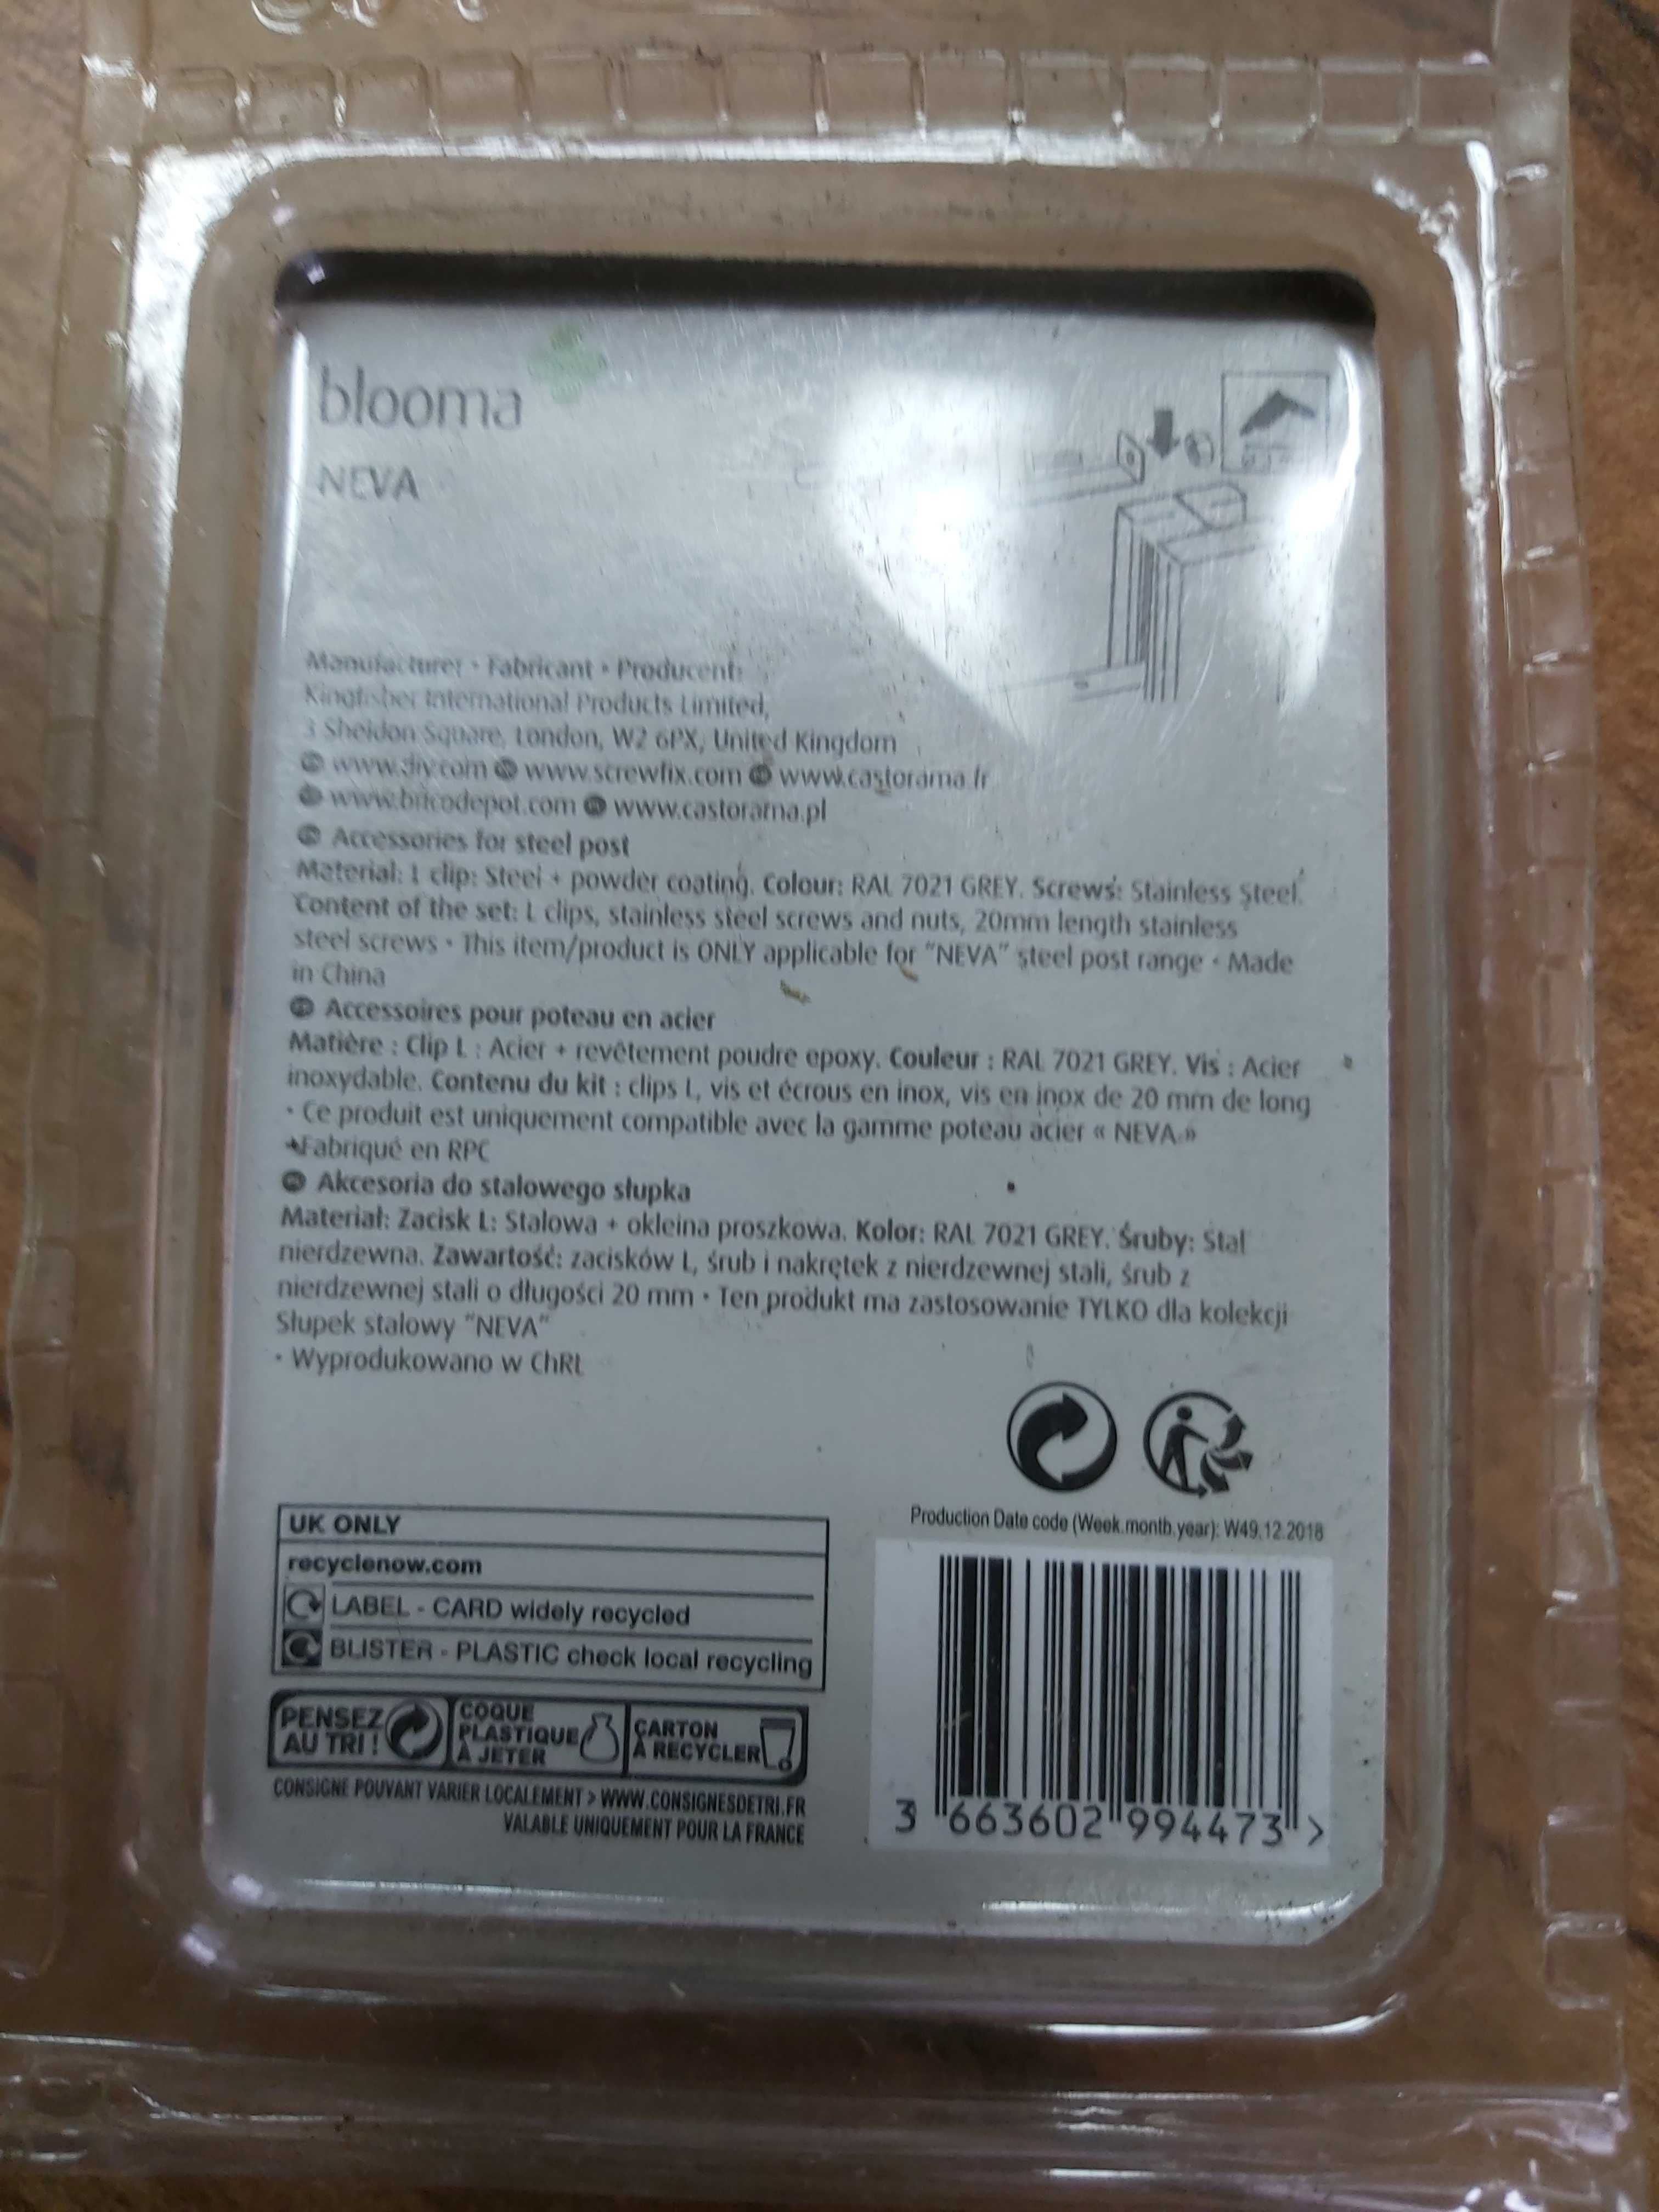 blooma
NEVA
Manufacturer • Fabricant • Producent:
Kingfisher International Products Limited,
3 Sheldon Square, London, W2 6PX, United Kingdom
www.diy.com www.screwfix.com www.castorama.fr
www.bricodepot.com www.castorama.pl
Accessories for steel post
Material: L clip: Steel + powder coating. Colour: RAL 7021 GREY. Screws: Stainless Steel.
Content of the set: L clips, stainless steel screws and nuts, 20mm length stainless
steel screws • This item/product is ONLY applicable for "NEVA" steel post range • Made
in China
Accessoires pour poteau en acier
Matière : Clip L : Acier + revêtement poudre epoxy. Couleur : RAL 7021 GREY. Vis : Acier
inoxydable. Contenu du kit : clips L, vis et écrous en inox, vis en inox de 20 mm de long
• Ce produit est uniquement compatible avec la gamme poteau acier « NEVA »
•Fabriqué en RPC
Akcesoria do stalowego słupka
Materiał: Zacisk L: Stalowa + okleina proszkowa. Kolor: RAL 7021 GREY. Śruby: Stal
nierdzewna. Zawartość: zacisków L, śrub i nakrętek z nierdzewnej stali, śrub z
nierdzewnej stali o długości 20 mm • Ten produkt ma zastosowanie TYLKO dla kolekcji
Słupek stalowy "NEVA"
• Wyprodukowano w ChRL
Production Date code (Week.month.year): W49.12.2018
UK ONLY
recyclenow.com
LABEL - CARD widely recycled
BLISTER - PLASTIC check local recycling
PENSEZ
AU TRI !
COQUE
PLASTIQUE
À JETER
CARTON
À RECYCLER
CONSIGNE POUVANT VARIER LOCALEMENT > WWW.CONSIGNESDETRI.FR
VALABLE UNIQUEMENT POUR LA FRANCE
3 663602 994473 >